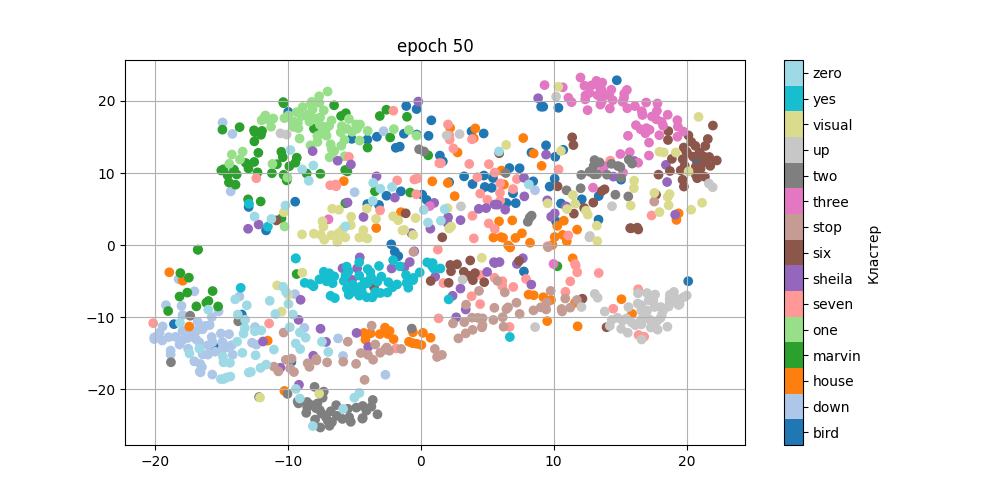 epoch 50
20
10
0
−10
−20
−20
−10
0
10
20
zero
yes
visual
up
two
three
stop
six
sheila
seven
one
marvin
house
down
bird
Кластер